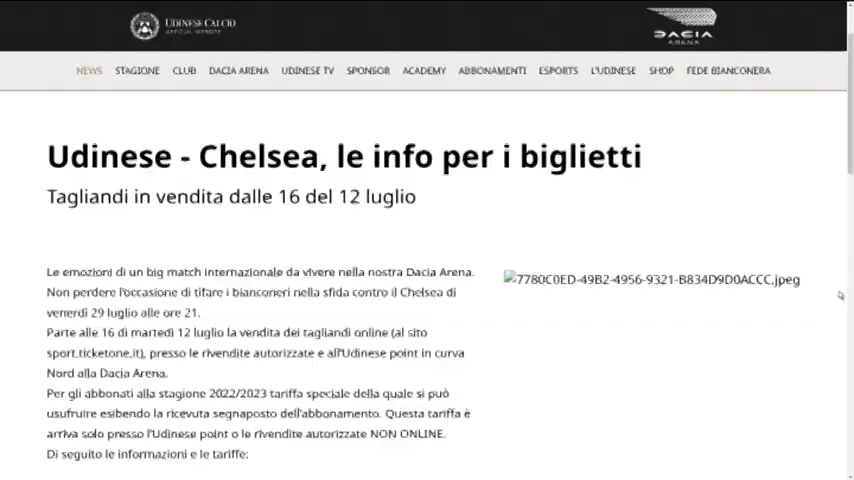 UDINESE CALCIO
OFFICIAL WEBSITE
DACIA
ARENA
NEWS STAGIONE CLUB DACIA ARENA UDINESE TV SPONSOR ACADEMY ABBONAMENTI ESPORTS L'UDINESE SHOP FEDE BIANCONERA
Udinese - Chelsea, le info per i biglietti
Tagliandi in vendita dalle 16 del 12 luglio
Le emozioni di un big match internazionale da vivere nella nostra Dacia Arena.
Non perdere l'occasione di tifare i bianconeri nella sfida contro il Chelsea di
venerdì 29 luglio alle ore 21.
Parte alle 16 di martedì 12 luglio la vendita dei tagliandi online (al sito
sport.ticketone.it), presso le rivendite autorizzate e all'Udinese point in curva
Nord alla Dacia Arena.
Per gli abbonati alla stagione 2022/2023 tariffa speciale della quale si può
usufruire esibendo la ricevuta segnaposto dell'abbonamento. Questa tariffa è
arriva solo presso l'Udinese point o le rivendite autorizzate NON ONLINE.
Di seguito le informazioni e le tariffe:
7780C0ED-49B2-4956-9321-B834D9D0ACCC.jpeg